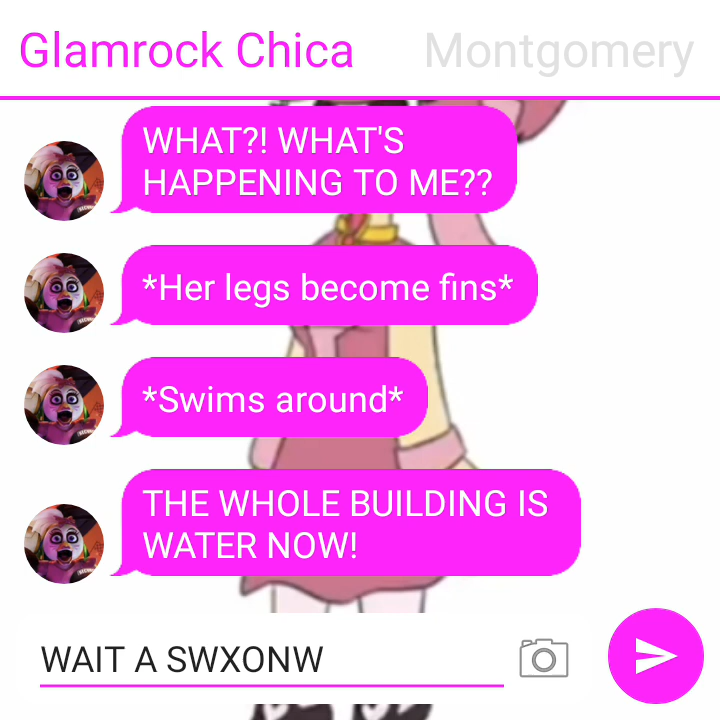 Glamrock Chica Montgomery
WHAT?! WHAT'S
HAPPENING TO ME??
*Her legs become fins*
*Swims around*
THE WHOLE BUILDING IS
WATER NOW!
WAIT A SWXONW